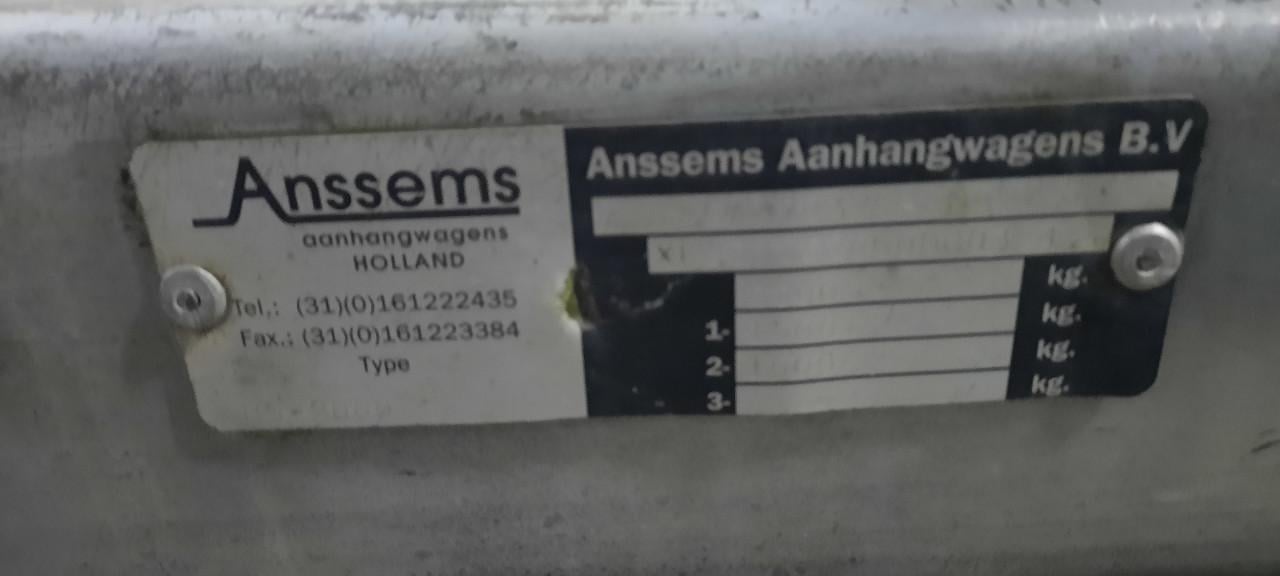 Anssems
aanhangwagens
HOLLAND
Tel.: (31)(0)161222435
Fax.: (31)(0)161223384
Type
Anssems Aanhangwagens B.V
kg.
1- kg.
2- kg.
3- kg.